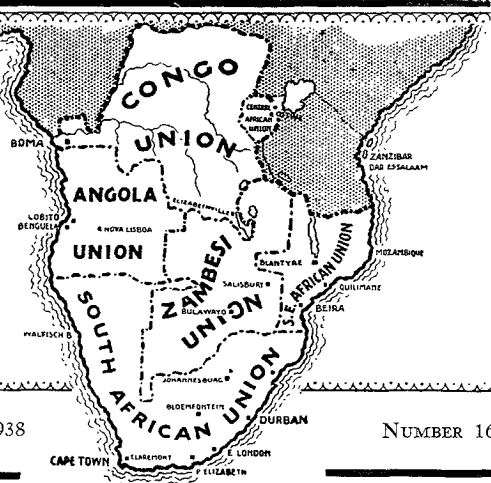 CONGO
UNION
CENTRAL
AFRICAN
UNION
BOMA
ZANZIBAR
DAR ESSALAAM
ANGOLA
UNION
ELIZABETHVILLE
LOBITO
BENGUELA
NOVA LISBOA
ZAMBESI
UNION
BLANTYRE
S.E. AFRICAN UNION
MOZAMBIQUE
QUILIMANE
SALISBURY
BULAWAYO
BEIRA
WALFISCH B
SOUTH AFRICAN UNION
JOHANNESBURG
BLOEMFONTEIN
DURBAN
938
NUMBER 16
CAPE TOWN
CLAREMONT
E LONDON
P ELIZABETH